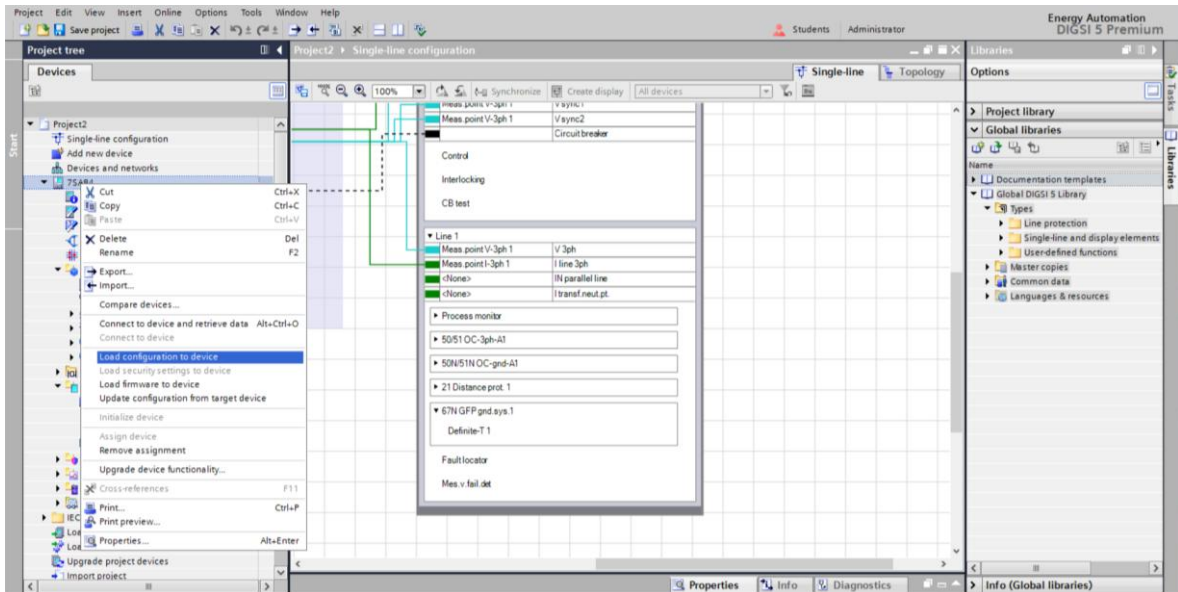 Project Edit View Insert Online Options Tools Window Help
Energy Automation
DIGSI 5 Premium
Save project
Students Administrator
Project tree
Devices
Start
Project2
Single-line configuration
Add new device
Devices and networks
Cut Ctrl+X
Copy Ctrl+C
Paste Ctrl+V
Delete Del
Rename F2
Export...
Import...
Compare devices...
Connect to device and retrieve data Alt+Ctrl+O
Connect to device
Load configuration to device
Load security settings to device
Load firmware to device
Update configuration from target device
Initialize device
Assign device
Remove assignment
Upgrade device functionality...
Cross-references F11
Print... Ctrl+P
Print preview...
Properties... Alt+Enter
IEC
Upgrade project devices
Import project
Project2 Single-line configuration
Single-line Topology
100% Synchronize Create display All devices
Meas.point V-3ph 1 V sync1
Meas.point V-3ph 1 V sync2
Circuit breaker
Control
Interlocking
CB test
Line 1
Meas.point V-3ph 1 V 3ph
Meas.point I-3ph 1 I line 3ph
<None> IN parallel line
<None> I transf.neut.pt.
Process monitor
50/51 OC-3ph-A1
50N/51N OC-gnd-A1
21 Distance prot. 1
67N GFP gnd.sys.1
Definite-T 1
Fault locator
Mes.v.fail.det
Properties Info Diagnostics
Libraries
Options
Project library
Global libraries
Name
Documentation templates
Global DIGSI 5 Library
Types
Line protection
Single-line and display elements
User-defined functions
Master copies
Common data
Languages & resources
Info (Global libraries)
Tasks
Libraries